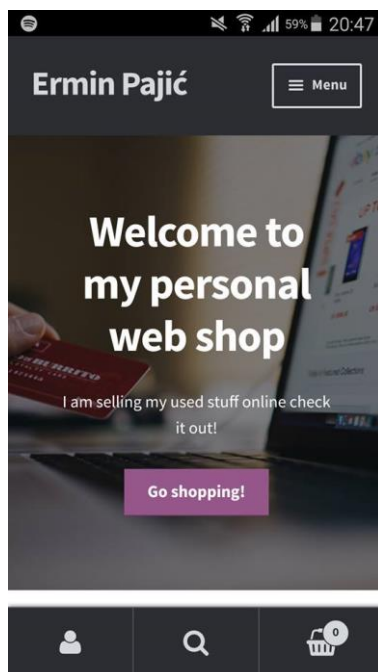 59% 20:47
Ermin Pajić
Menu
Welcome to
my personal
web shop
I am selling my used stuff online check
it out!
Go shopping!
0